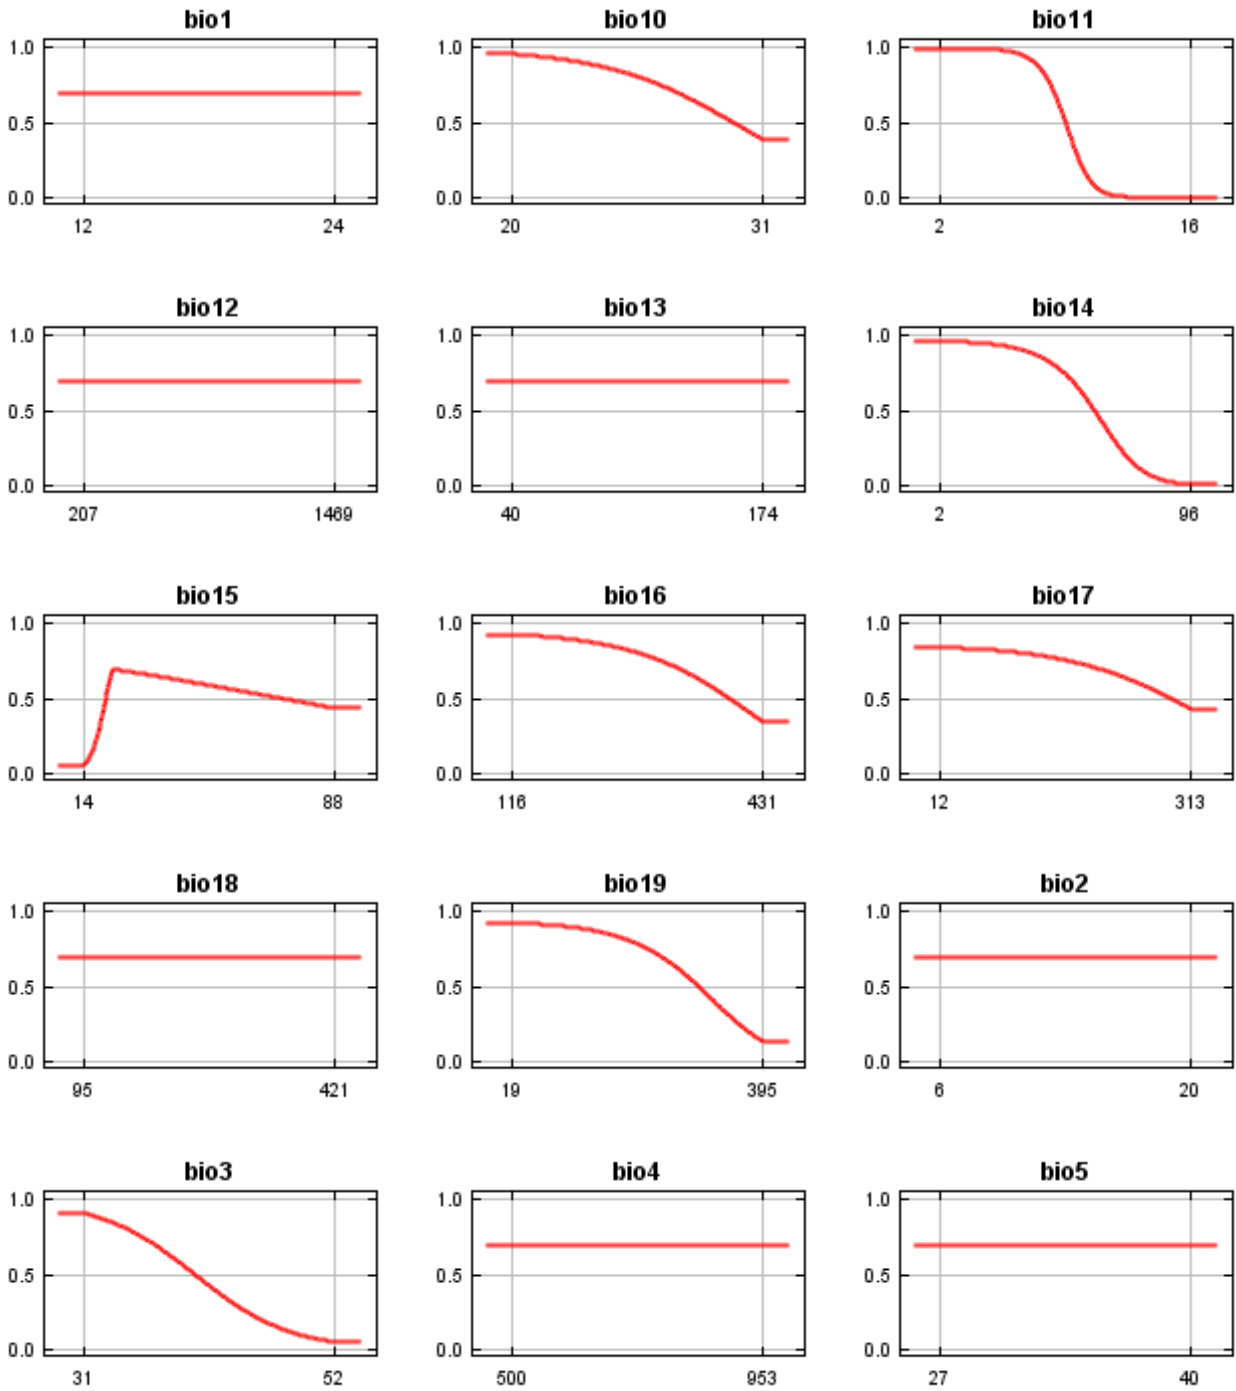 bio1 bio10 bio11
1.0 1.0 1.0
0.5 0.5 0.5
0.0 0.0 0.0
12 24 20 31 2 16
bio12 bio13 bio14
1.0 1.0 1.0
0.5 0.5 0.5
0.0 0.0 0.0
207 1469 40 174 2 96
bio15 bio16 bio17
1.0 1.0 1.0
0.5 0.5 0.5
0.0 0.0 0.0
14 88 116 431 12 313
bio18 bio19 bio2
1.0 1.0 1.0
0.5 0.5 0.5
0.0 0.0 0.0
95 421 19 395 6 20
bio3 bio4 bio5
1.0 1.0 1.0
0.5 0.5 0.5
0.0 0.0 0.0
31 52 500 953 27 40